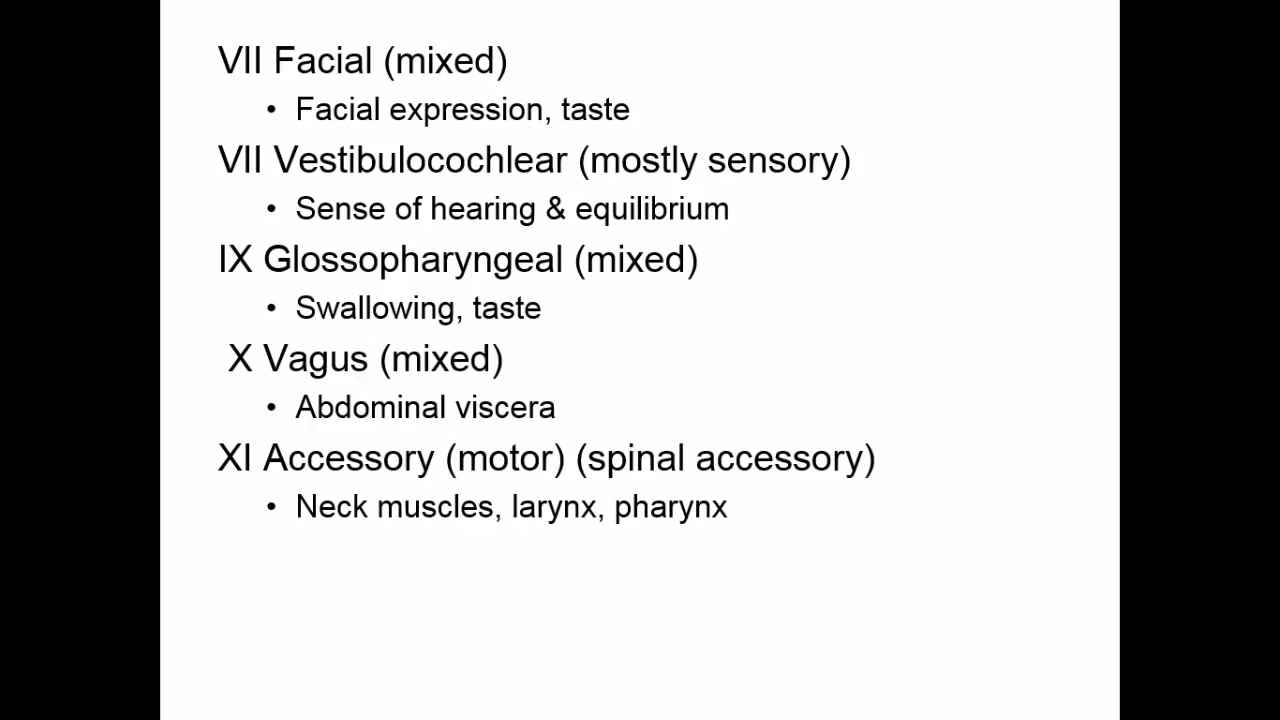 VII Facial (mixed)
• Facial expression, taste
VII Vestibulocochlear (mostly sensory)
• Sense of hearing & equilibrium
IX Glossopharyngeal (mixed)
• Swallowing, taste
X Vagus (mixed)
• Abdominal viscera
XI Accessory (motor) (spinal accessory)
• Neck muscles, larynx, pharynx